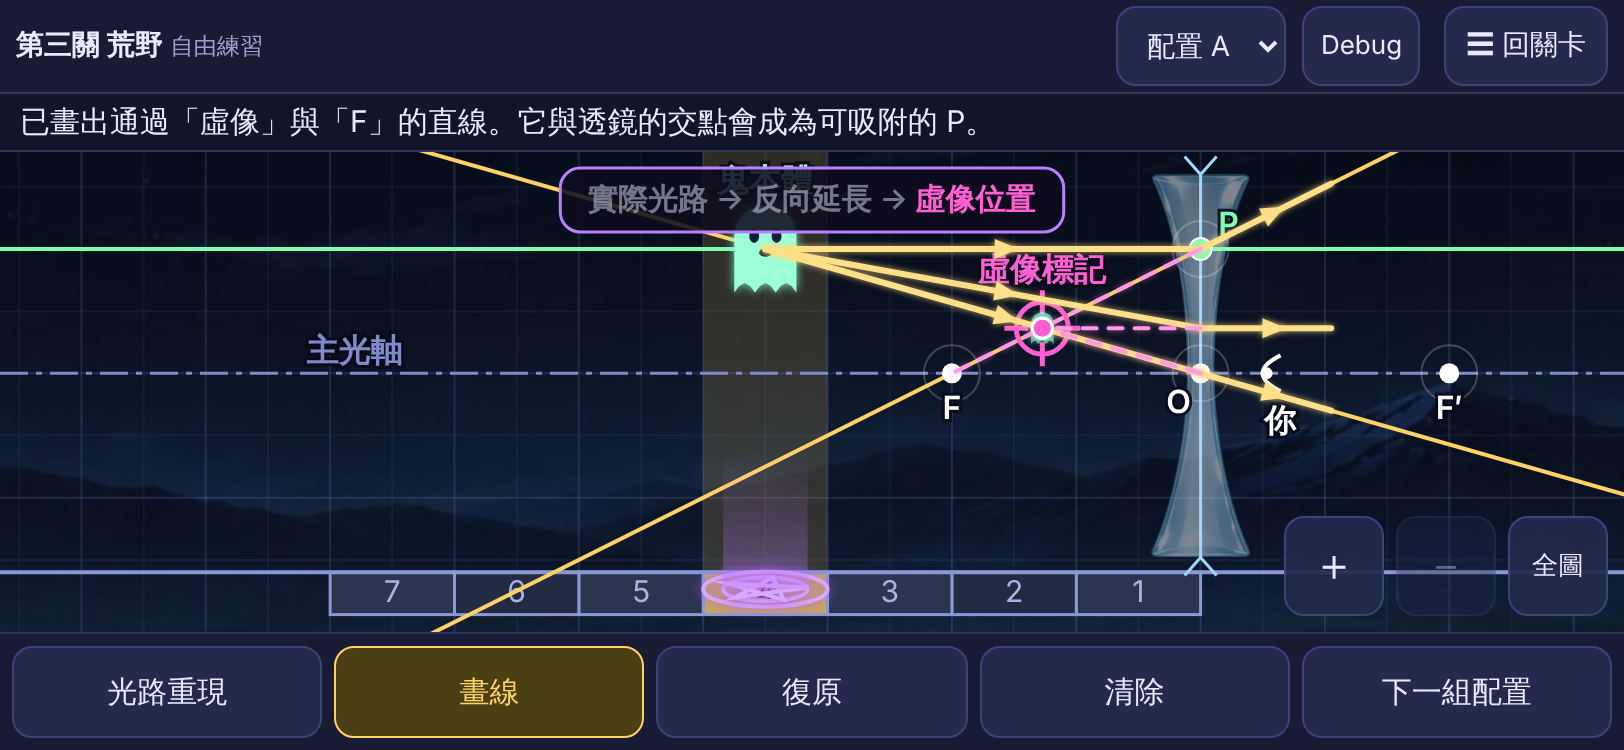 第三關 荒野 自由練習
配置 A
Debug
☰ 回關卡
已畫出通過「虛像」與「F」的直線。它與透鏡的交點會成為可吸附的 P。
鬼本體
實際光路 → 反向延長 → 虛像位置
P
虛像標記
主光軸
F
O
你
F′
7 6 5 3 2 1
+
−
全圖
光路重現
畫線
復原
清除
下一組配置